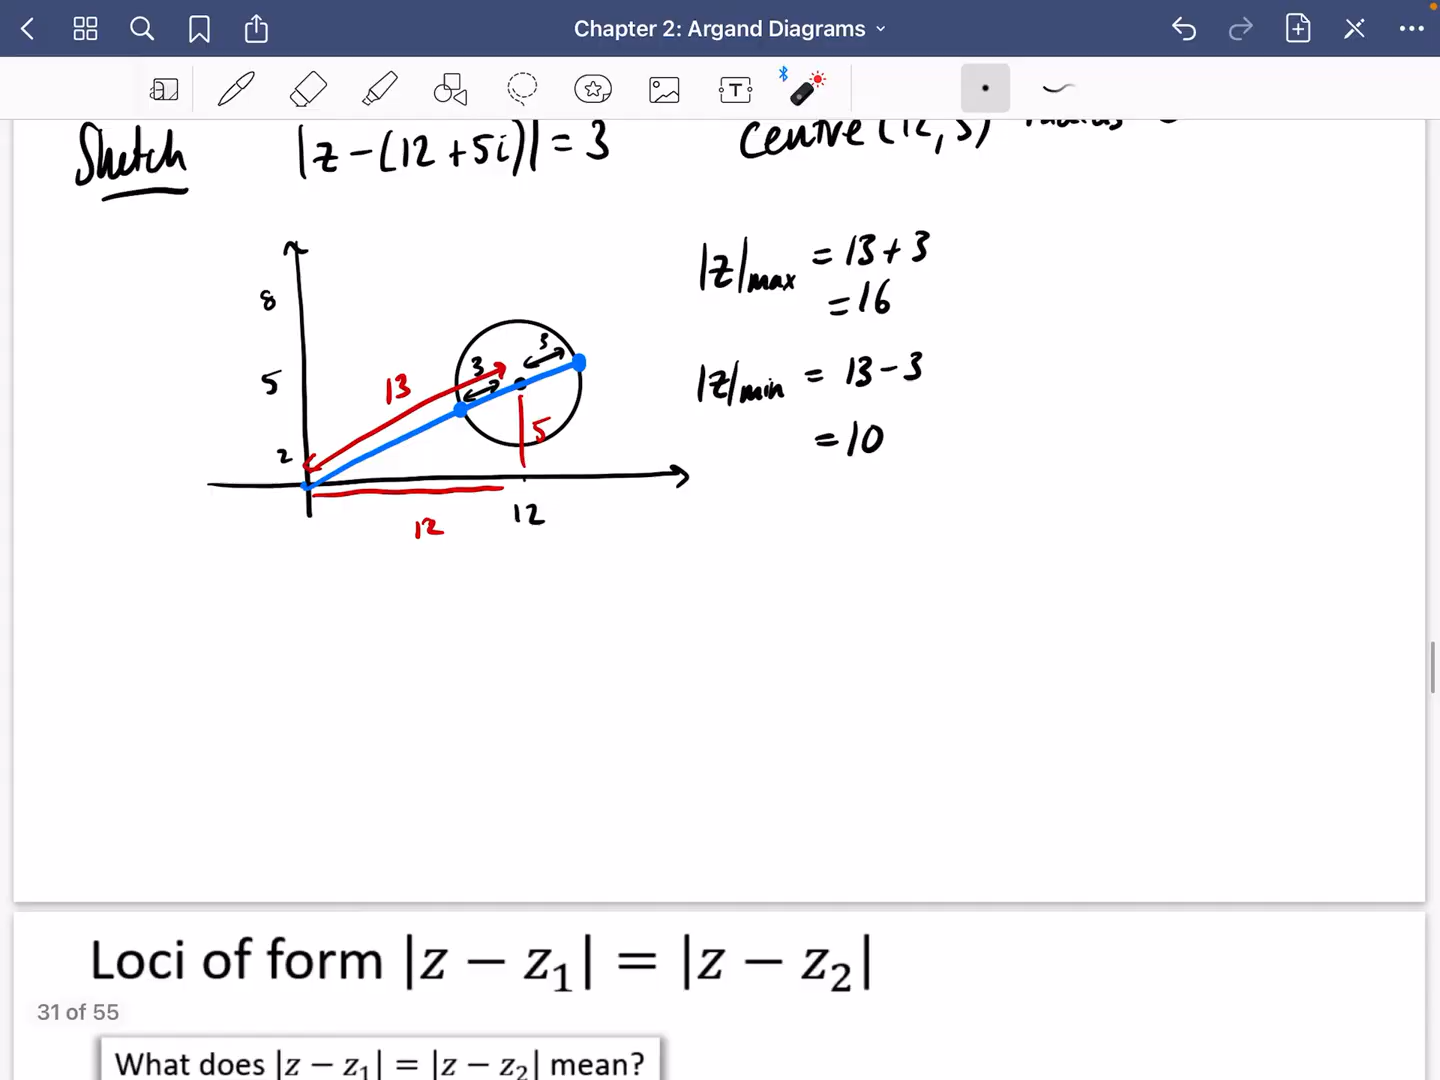 Chapter 2: Argand Diagrams
Sketch |z-(12+5i)|=3
Centre (12,5)
8
5
2
13
3
3
5
12
12
|z|max = 13+3
=16
|z|min = 13-3
=10
Loci of form |z − z₁| = |z − z₂|
31 of 55
What does |z − z₁| = |z − z₂| mean?